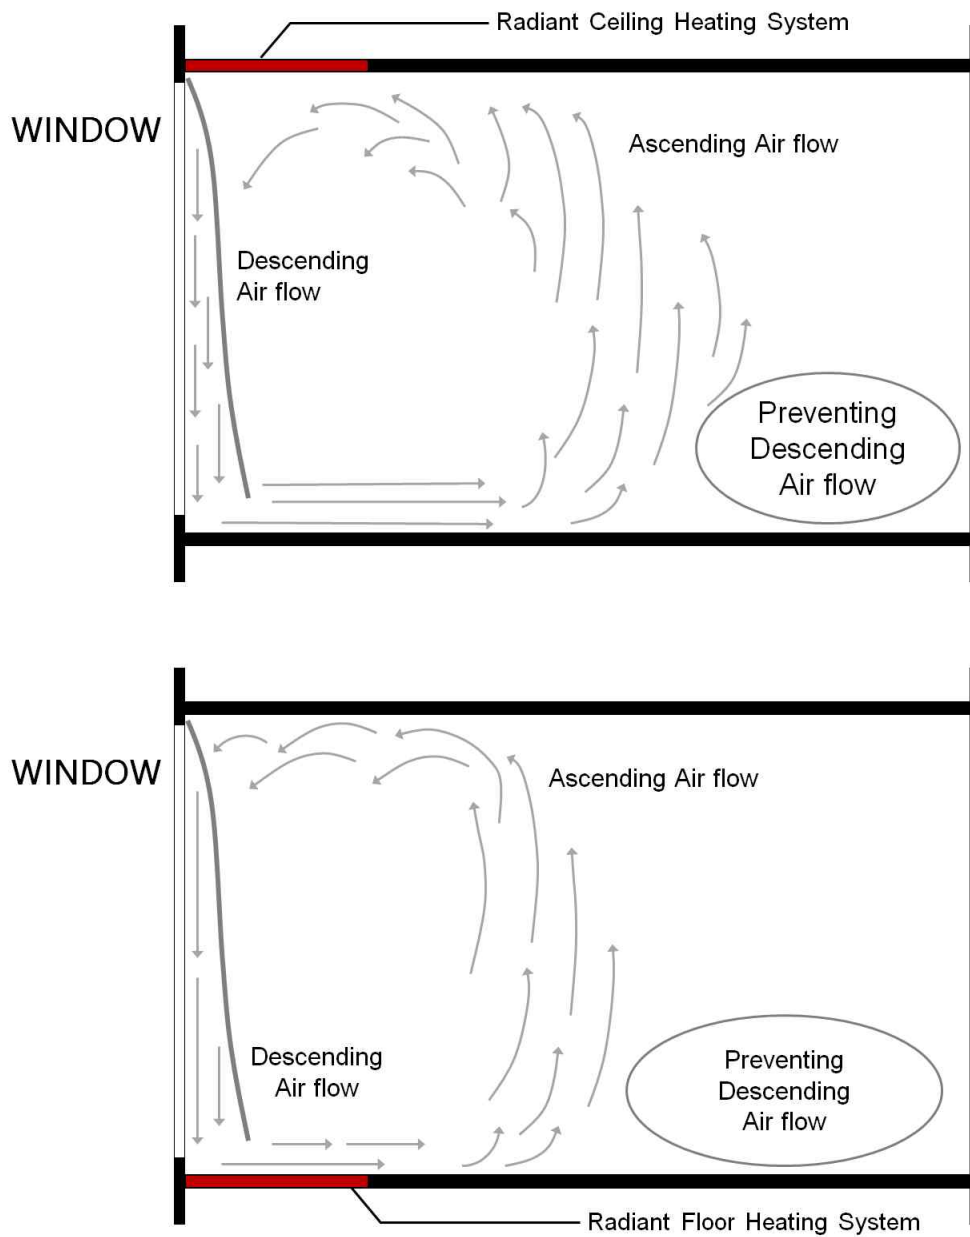 Radiant Ceiling Heating System
WINDOW
Ascending Air flow
Descending
Air flow
Preventing
Descending
Air flow
WINDOW
Ascending Air flow
Descending
Air flow
Preventing
Descending
Air flow
Radiant Floor Heating System